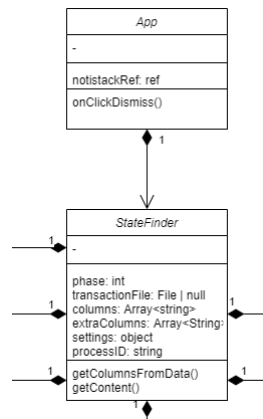 App
-
notistackRef: ref
onClickDismiss()
1
StateFinder
1
-
phase: int
transactionFile: File | null
1
columns: Array<string>
1
extraColumns: Array<String>
settings: object
processID: string
1
getColumnsFromData()
1
getContent()
1